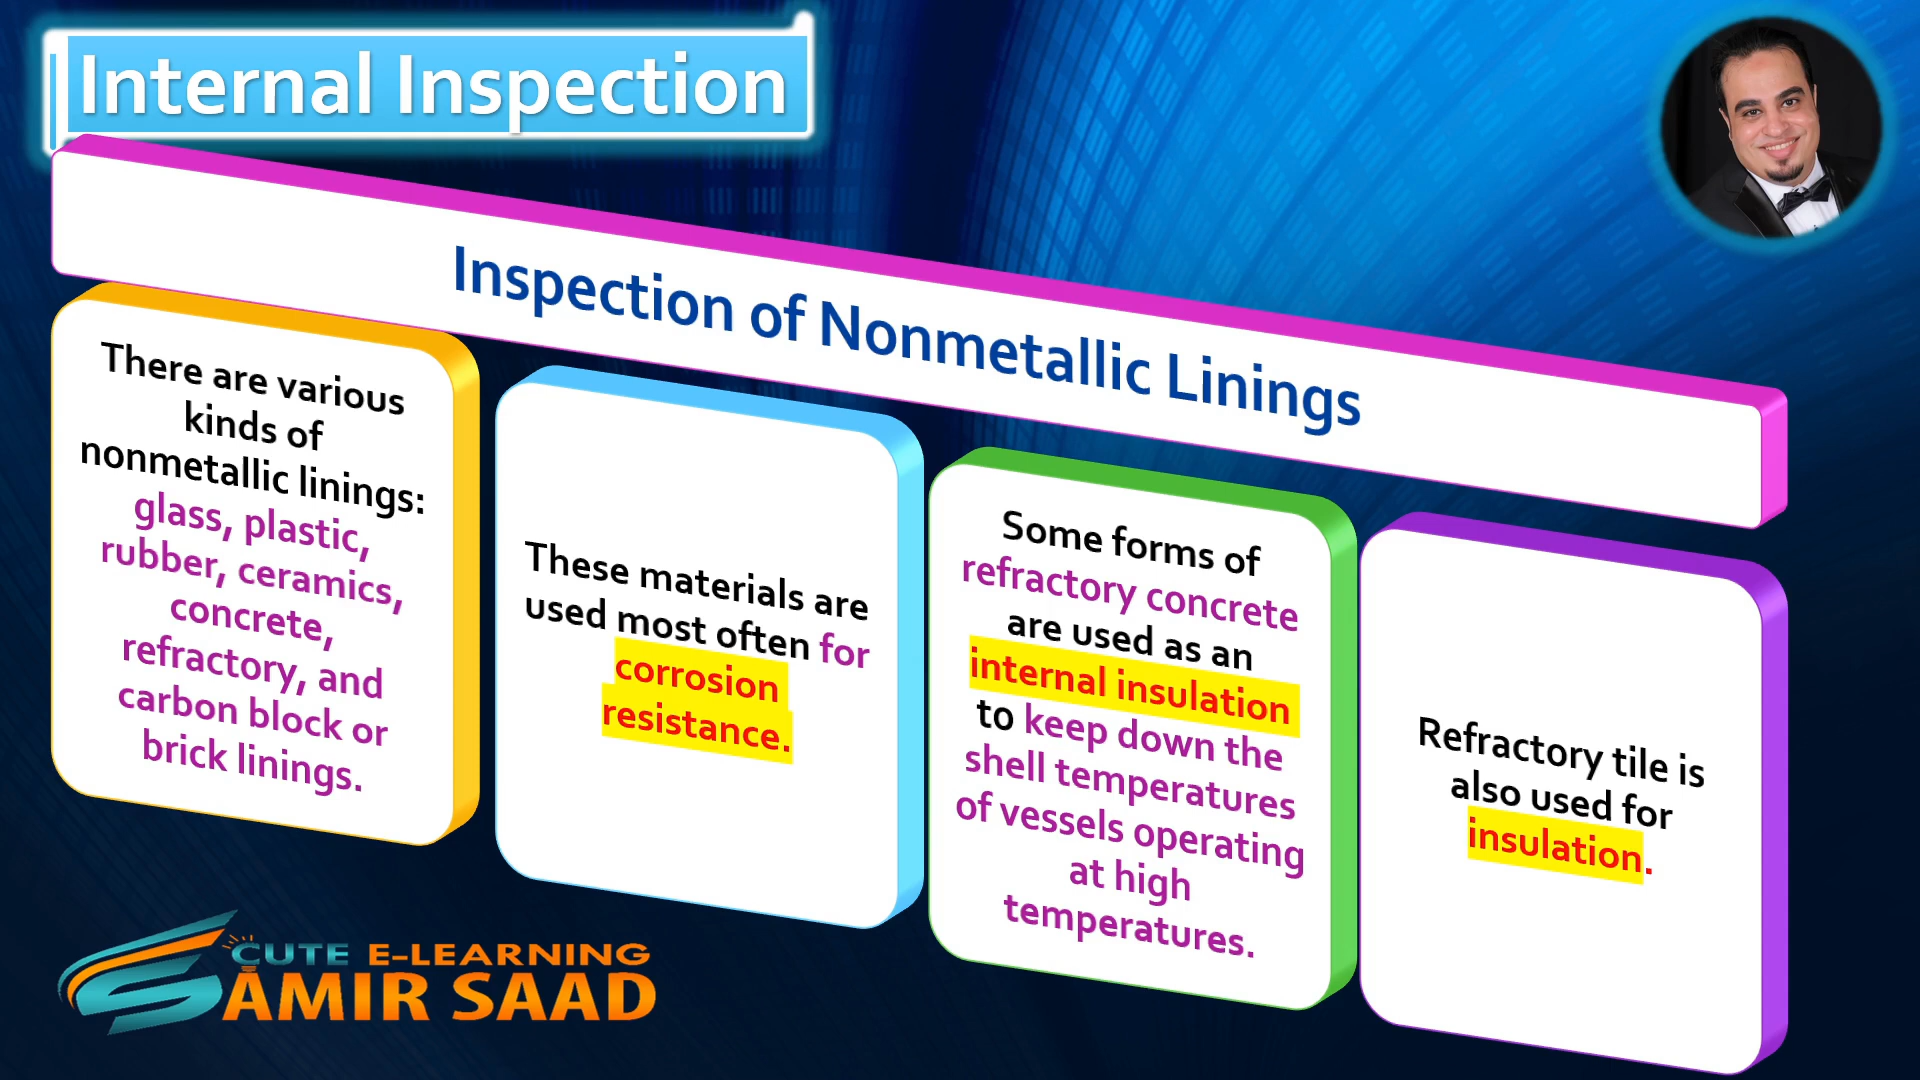 Internal Inspection
Inspection of Nonmetallic Linings
There are various
kinds of
nonmetallic linings:
glass, plastic,
rubber, ceramics,
concrete,
refractory, and
carbon block or
brick linings.
These materials are
used most often for
corrosion
resistance.
Some forms of
refractory concrete
are used as an
internal insulation
to keep down the
shell temperatures
of vessels operating
at high
temperatures.
Refractory tile is
also used for
insulation.
CUTE E-LEARNING
AMIR SAAD